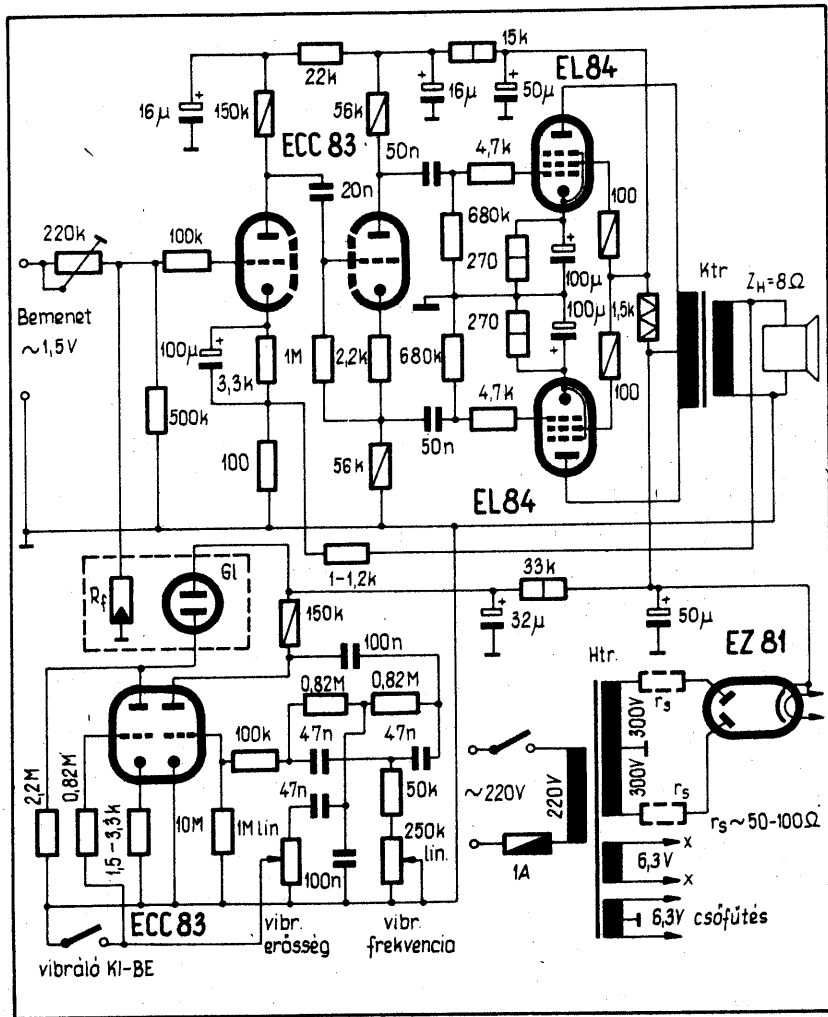 15k
22k
EL84
16µ
150k
56k
16µ
50µ
ECC 83
50n
4,7k
20n
220k
100k
680k
100
270
100µ
Ktr
Z_H=8Ω
Bemenet
~1,5V
100µ
1,5k
270
100µ
3,3k
1M
2,2k
680k
4,7k
100
500k
100
50n
56k
EL84
1-1,2k
Gl
R_f
33k
150k
32µ
50µ
100n
EZ 81
Htr.
0,82M
0,82M
r_s
100k
47n
47n
300V
300V
2,2M
0,82M
1,5-3,3k
10M
1M lin
47n
50k
~220V
220V
r_s
r_s~50-100Ω
250k
lin.
100n
1A
6,3V
x
x
ECC 83
vibr.
erősség
vibr.
frekvencia
6,3V csőfűtés
vibráló KI-BE